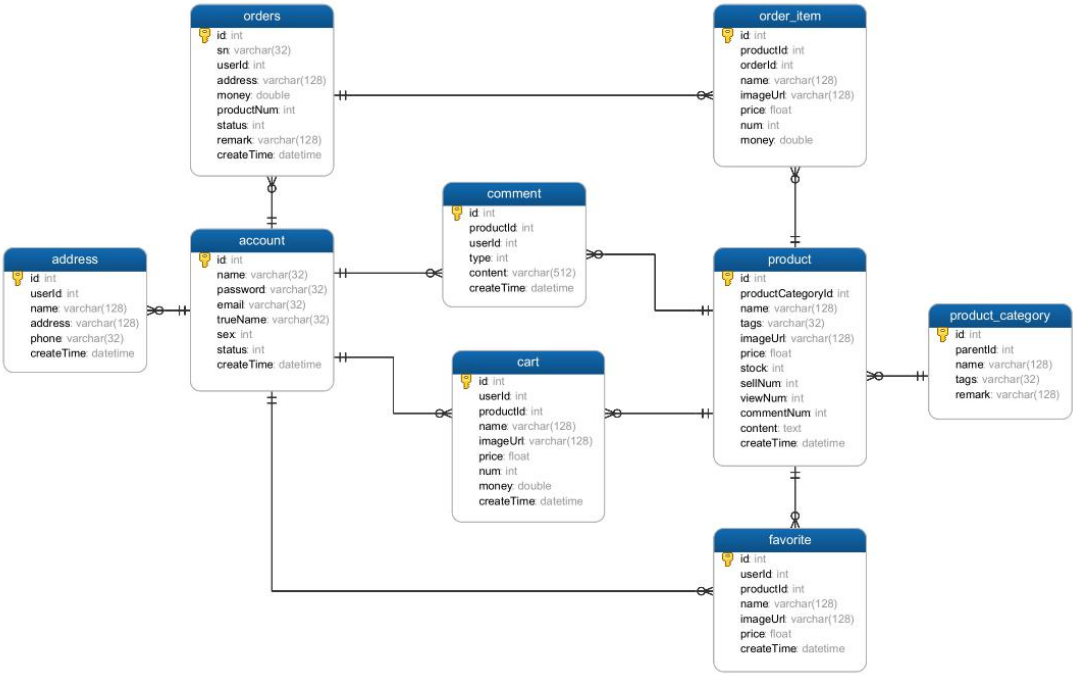 orders
id: int
sn: varchar(32)
userId: int
address: varchar(128)
money: double
productNum: int
status: int
remark: varchar(128)
createTime: datetime
order_item
id: int
productId: int
orderId: int
name: varchar(128)
imageUrl: varchar(128)
price: float
num: int
money: double
comment
id: int
productId: int
userId: int
type: int
content: varchar(512)
createTime: datetime
address
id: int
userId: int
name: varchar(128)
address: varchar(128)
phone: varchar(32)
createTime: datetime
account
id: int
name: varchar(32)
password: varchar(32)
email: varchar(32)
trueName: varchar(32)
sex: int
status: int
createTime: datetime
product
id: int
productCategoryId: int
name: varchar(128)
tags: varchar(32)
imageUrl: varchar(128)
price: float
stock: int
sellNum: int
viewNum: int
commentNum: int
content: text
createTime: datetime
product_category
id: int
parentId: int
name: varchar(128)
tags: varchar(32)
remark: varchar(128)
cart
id: int
userId: int
productId: int
name: varchar(128)
imageUrl: varchar(128)
price: float
num: int
money: double
createTime: datetime
favorite
id: int
userId: int
productId: int
name: varchar(128)
imageUrl: varchar(128)
price: float
createTime: datetime